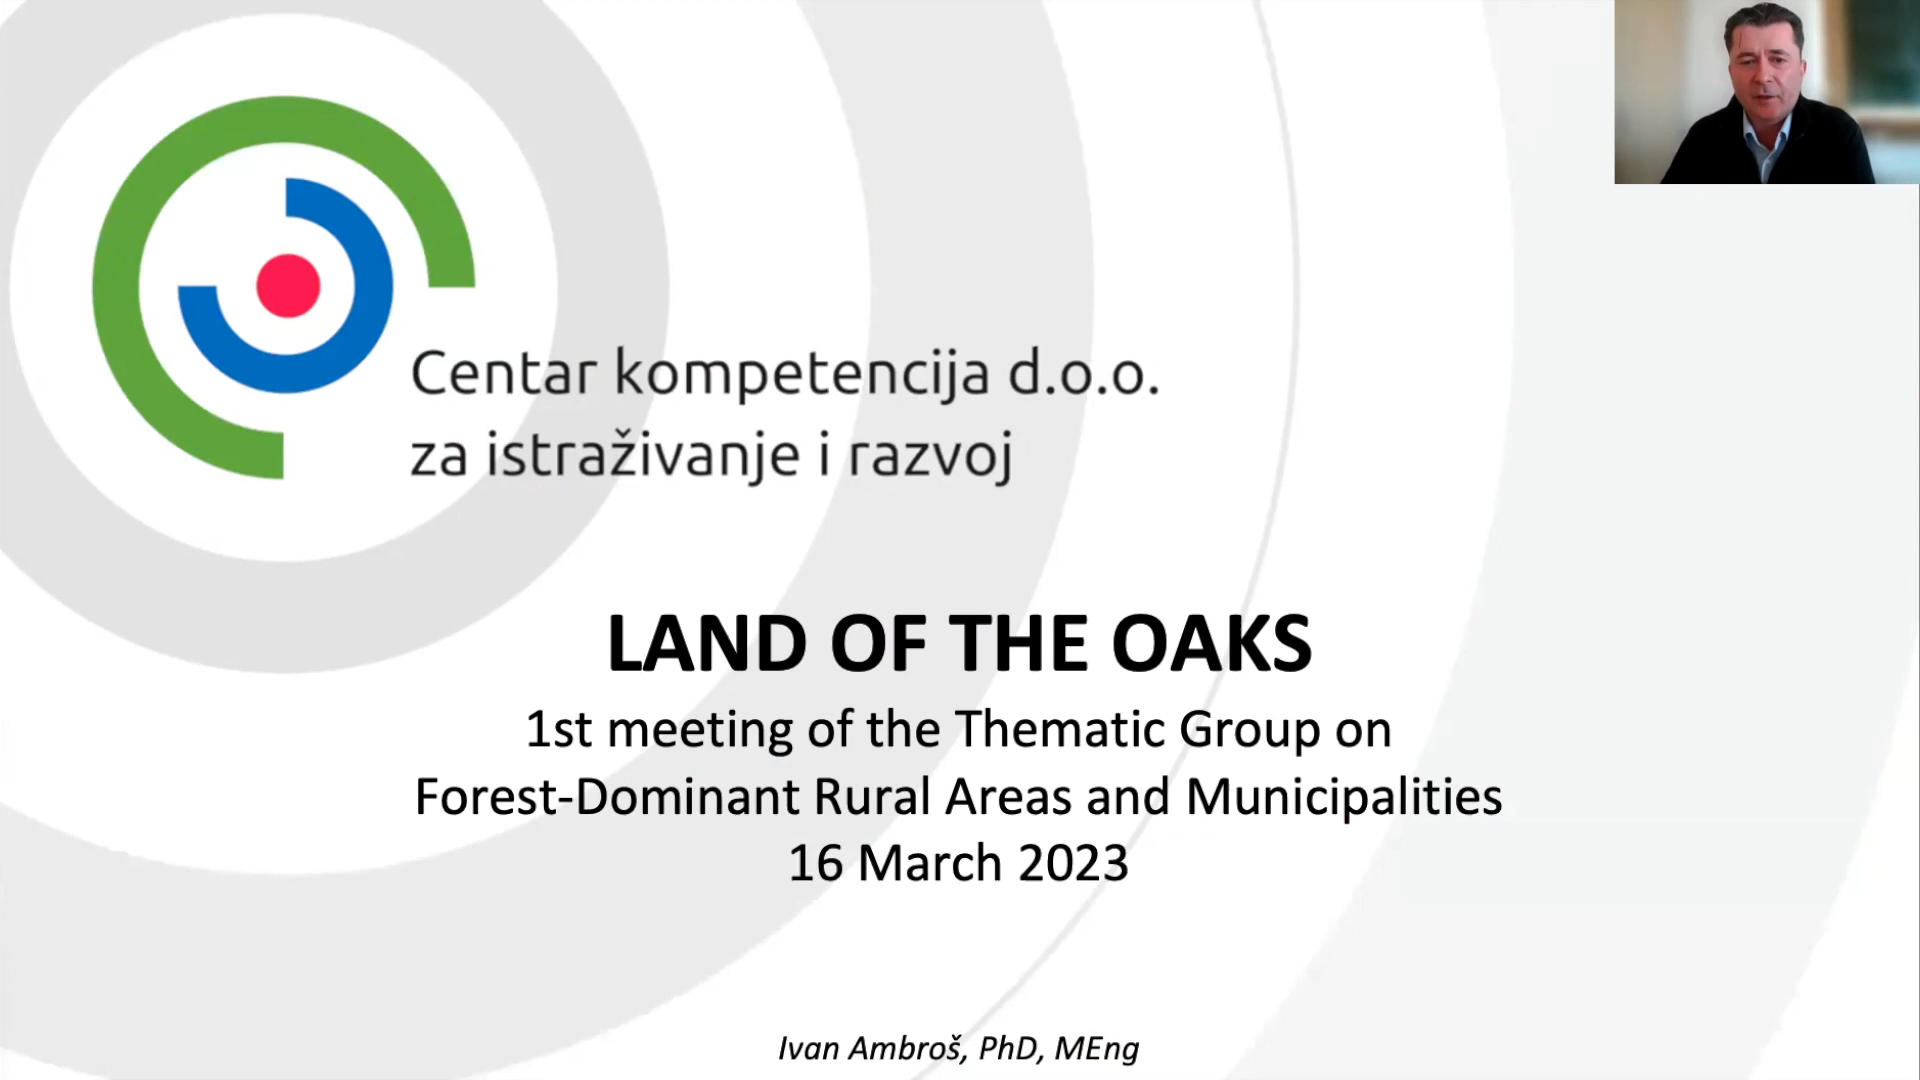 Centar kompetencija d.o.o.
za istraživanje i razvoj
LAND OF THE OAKS
1st meeting of the Thematic Group on
Forest-Dominant Rural Areas and Municipalities
16 March 2023
Ivan Ambroš, PhD, MEng